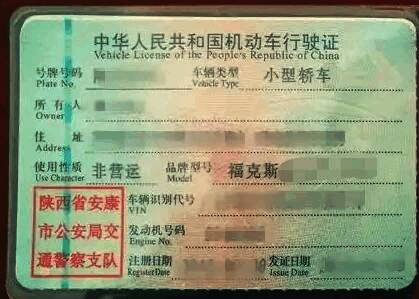 中华人民共和国机动车行驶证
Vehicle License of the People's Republic of China
号牌号码 车辆类型 小型轿车
Plate No. Vehicle Type
所有人
Owner
住址
Address
使用性质 非营运 品牌型号 福克斯
Use Character Model
陕西省安康 车辆识别代号
VIN
市公安局交 发动机号码
Engine No.
通警察支队 注册日期 发证日期
Register Date Issue Date